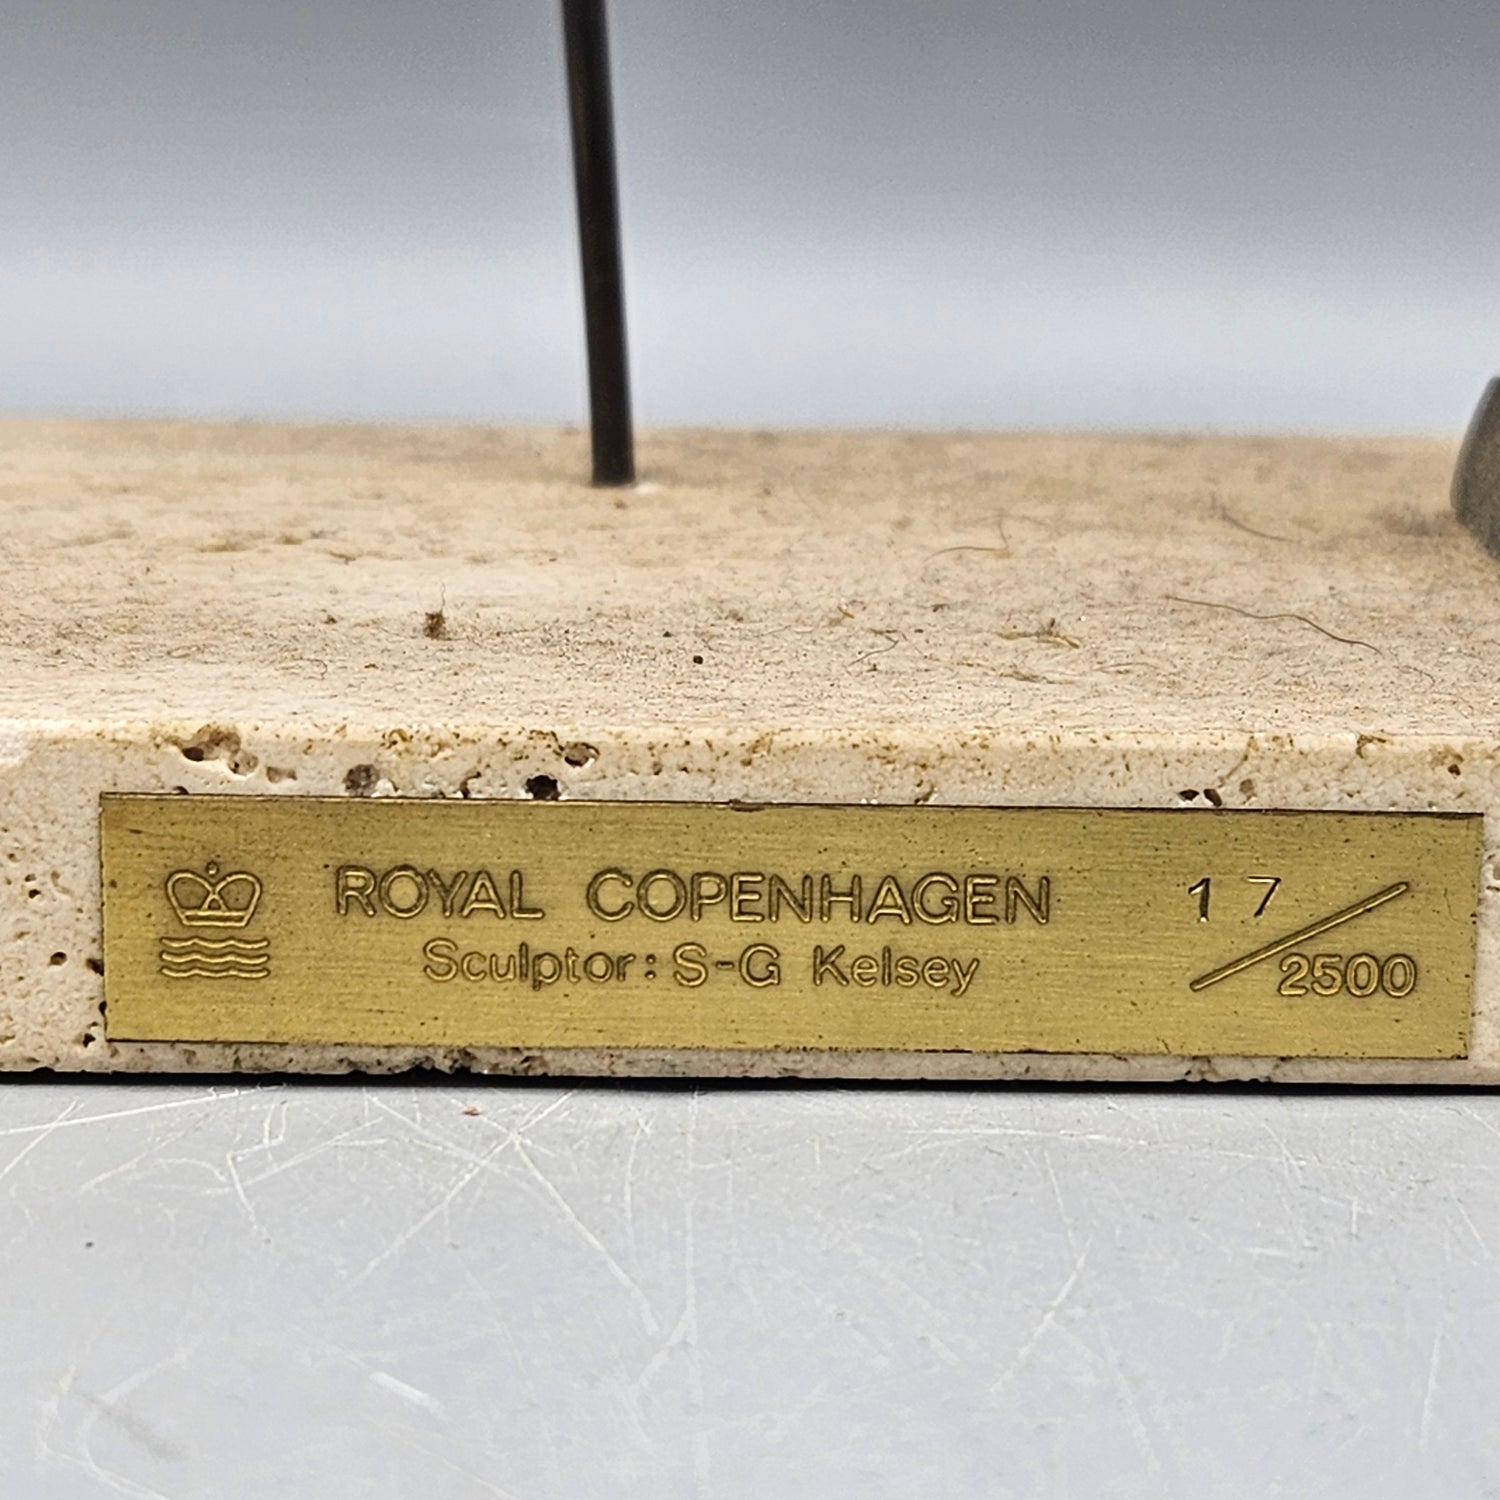 ROYAL COPENHAGEN
Sculptor: S-G Kelsey
17/2500